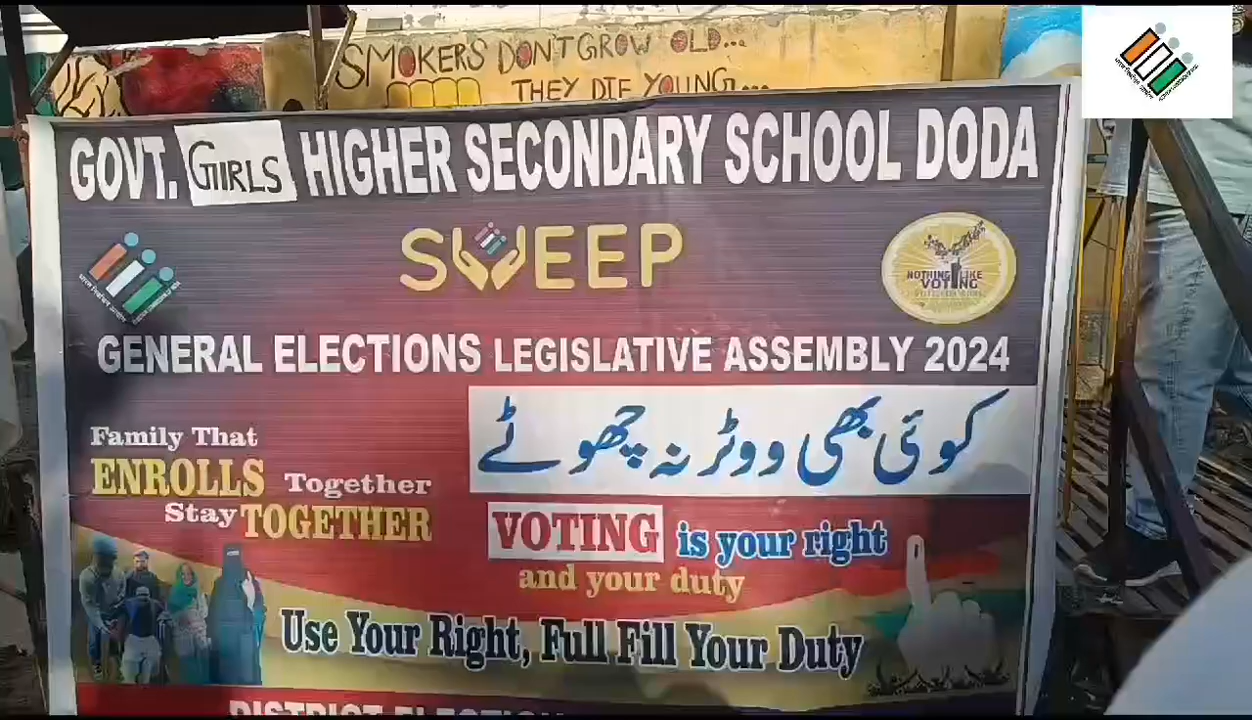 SMOKERS DON'T GROW OLD...
THEY DIE YOUNG....
GOVT. GIRLS HIGHER SECONDARY SCHOOL DODA
SWEEP
NOTHING LIKE
VOTING
GENERAL ELECTIONS LEGISLATIVE ASSEMBLY 2024
کوئی بھی ووٹر نہ چھوٹے
Family That
ENROLLS Together
Stay TOGETHER
VOTING is your right
and your duty
Use Your Right, Full Fill Your Duty
DISTRICT ELECTION